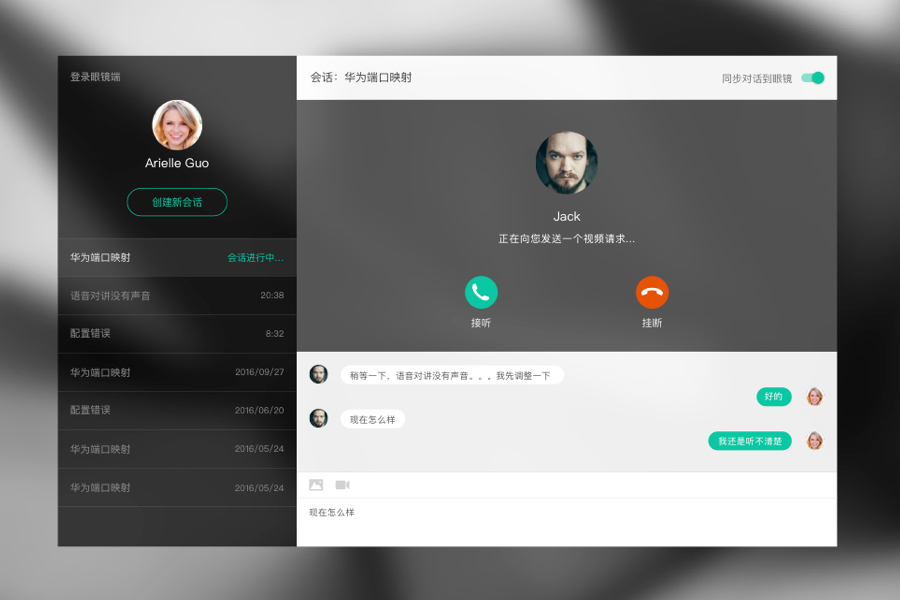 登录眼镜端
Arielle Guo
创建新会话
华为端口映射 会话进行中...
语音对讲没有声音 20:38
配置错误 8:32
华为端口映射 2016/09/27
配置错误 2016/06/20
华为端口映射 2016/05/24
华为端口映射 2016/05/24
会话：华为端口映射 同步对话到眼镜
Jack
正在向您发送一个视频请求...
接听 挂断
稍等一下，语音对讲没有声音。。。我先调整一下
好的
现在怎么样
我还是听不清楚
现在怎么样